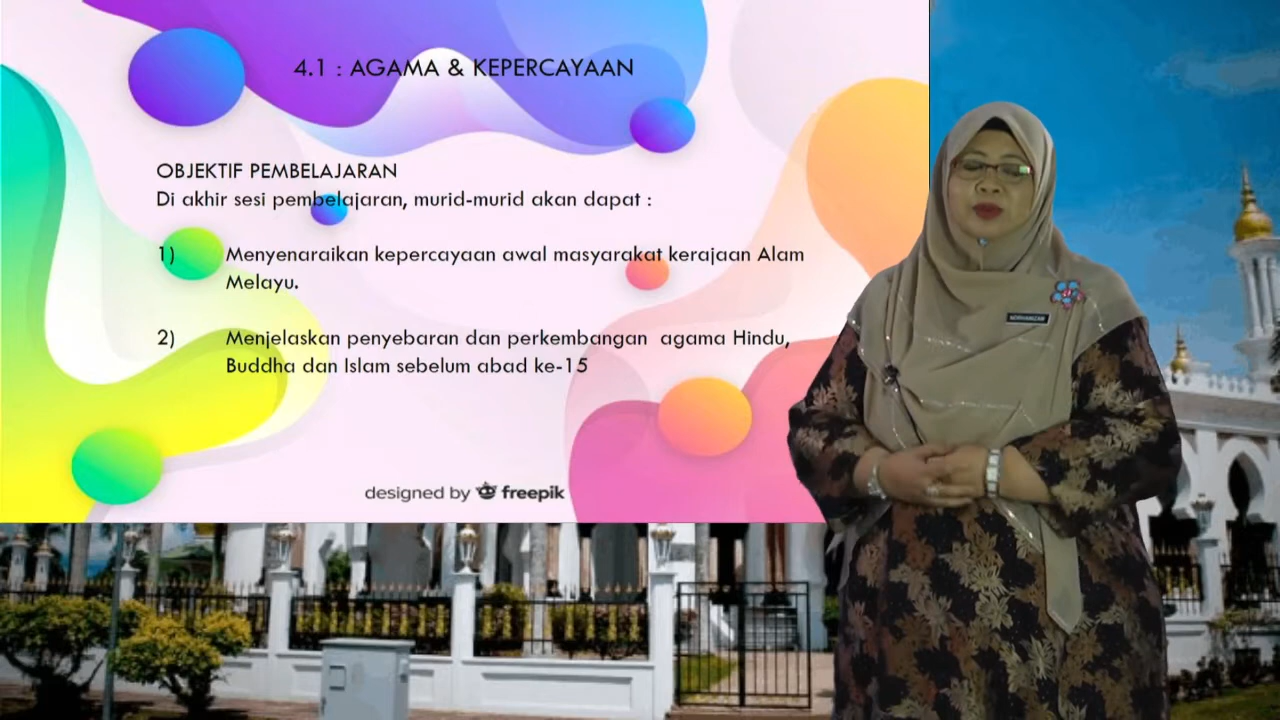 4.1 : AGAMA & KEPERCAYAAN
OBJEKTIF PEMBELAJARAN
Di akhir sesi pembelajaran, murid-murid akan dapat :
1) Menyenaraikan kepercayaan awal masyarakat kerajaan Alam
Melayu.
2) Menjelaskan penyebaran dan perkembangan agama Hindu,
Buddha dan Islam sebelum abad ke-15
designed by freepik